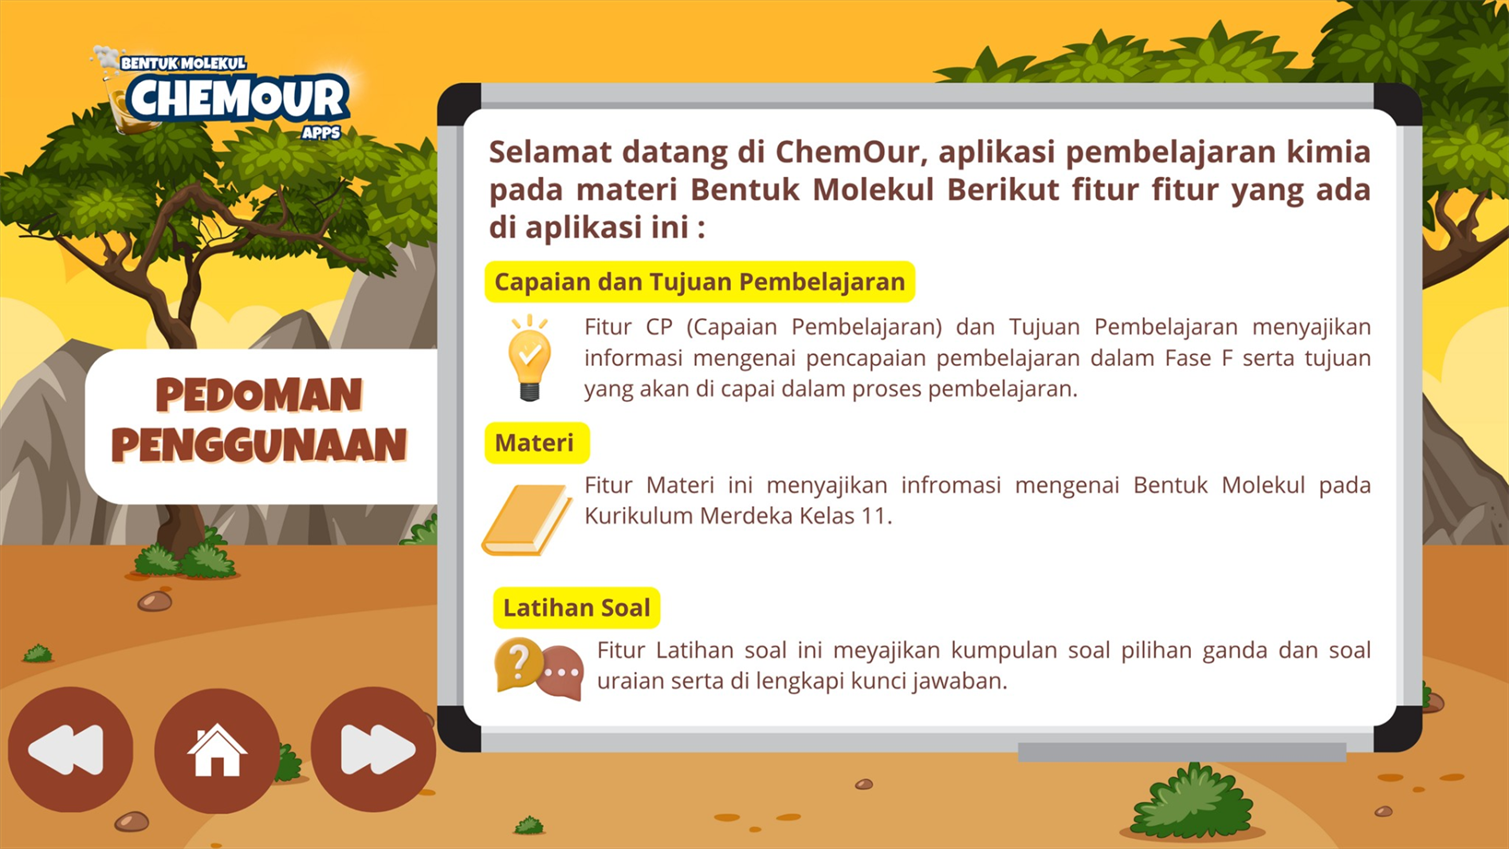 BENTUK MOLEKUL
CHEMOUR
APPS
PEDOMAN
PENGGUNAAN
Selamat datang di ChemOur, aplikasi pembelajaran kimia
pada materi Bentuk Molekul Berikut fitur fitur yang ada
di aplikasi ini :
Capaian dan Tujuan Pembelajaran
Fitur CP (Capaian Pembelajaran) dan Tujuan Pembelajaran menyajikan
informasi mengenai pencapaian pembelajaran dalam Fase F serta tujuan
yang akan di capai dalam proses pembelajaran.
Materi
Fitur Materi ini menyajikan infromasi mengenai Bentuk Molekul pada
Kurikulum Merdeka Kelas 11.
Latihan Soal
Fitur Latihan soal ini meyajikan kumpulan soal pilihan ganda dan soal
uraian serta di lengkapi kunci jawaban.